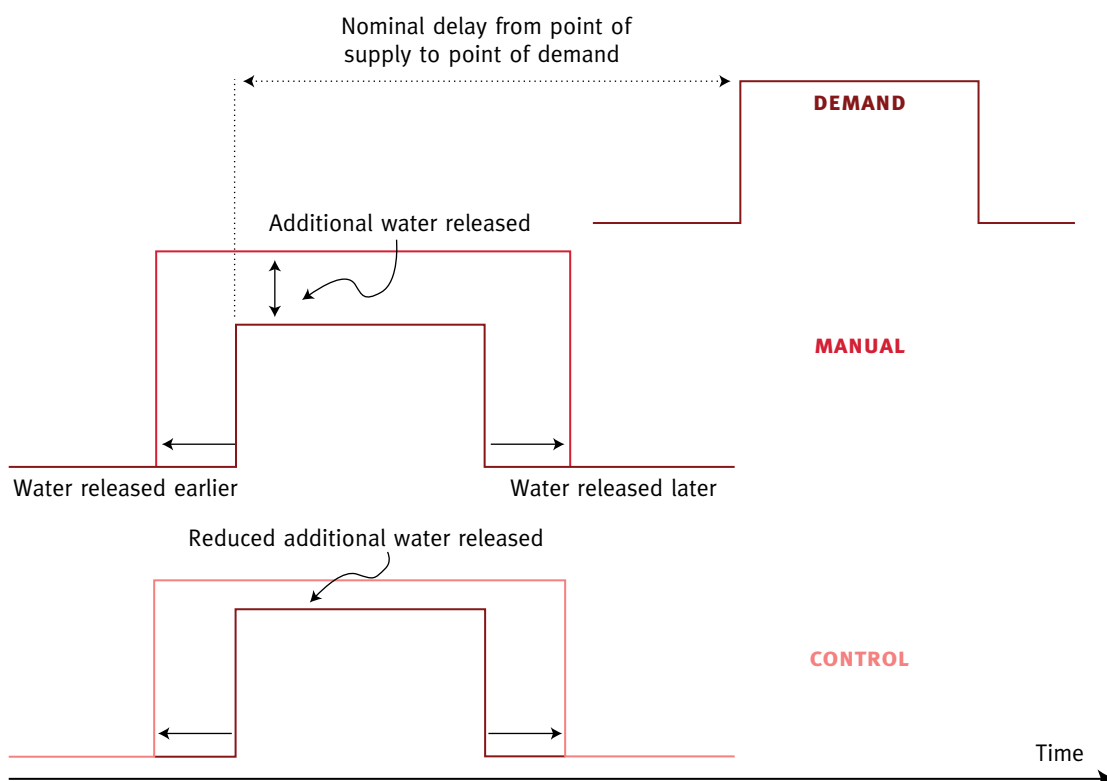 Nominal delay from point of
supply to point of demand
DEMAND
Additional water released
MANUAL
Water released earlier
Water released later
Reduced additional water released
CONTROL
Time